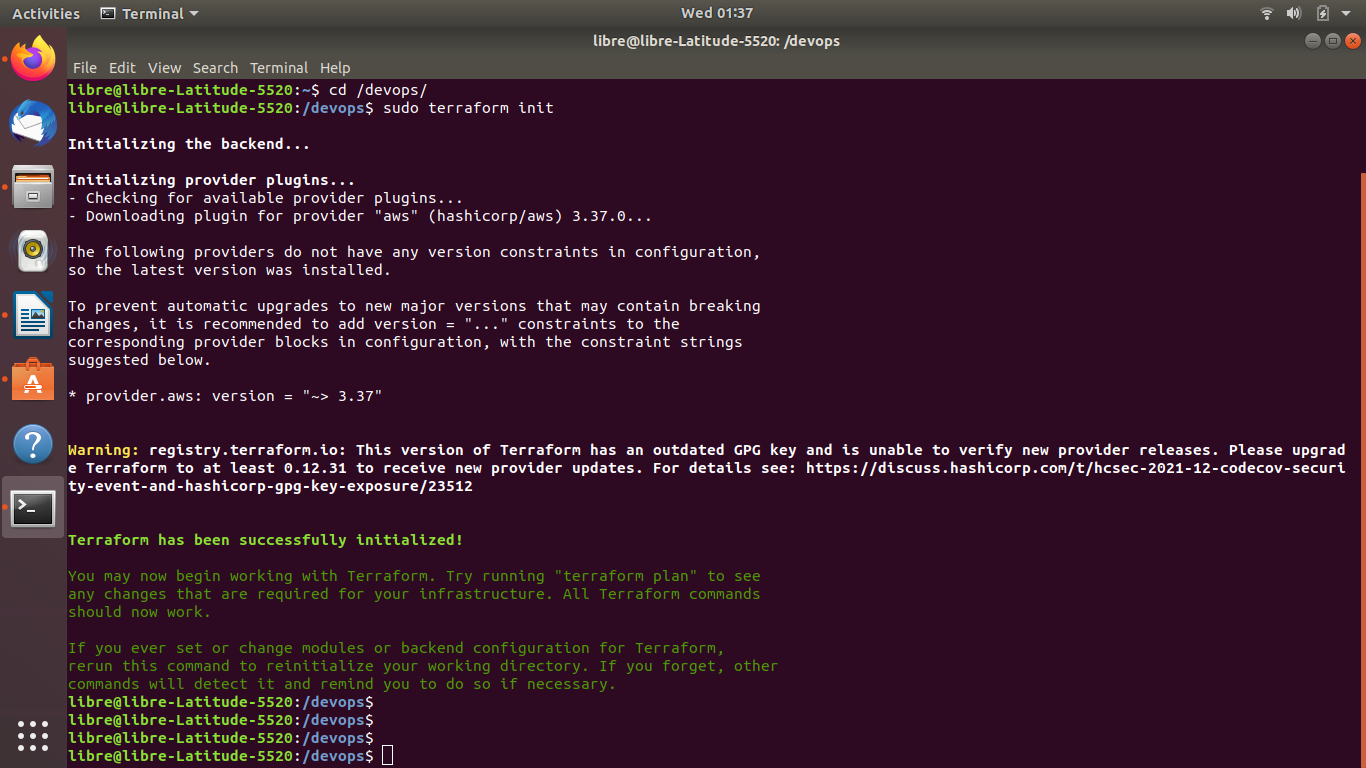 Activities Terminal Wed 01:37
libre@libre-Latitude-5520: /devops
File Edit View Search Terminal Help
libre@libre-Latitude-5520:~$ cd /devops/
libre@libre-Latitude-5520:/devops$ sudo terraform init
Initializing the backend...
Initializing provider plugins...
- Checking for available provider plugins...
- Downloading plugin for provider "aws" (hashicorp/aws) 3.37.0...
The following providers do not have any version constraints in configuration,
so the latest version was installed.
To prevent automatic upgrades to new major versions that may contain breaking
changes, it is recommended to add version = "..." constraints to the
corresponding provider blocks in configuration, with the constraint strings
suggested below.
* provider.aws: version = "~> 3.37"
Warning: registry.terraform.io: This version of Terraform has an outdated GPG key and is unable to verify new provider releases. Please upgrad
e Terraform to at least 0.12.31 to receive new provider updates. For details see: https://discuss.hashicorp.com/t/hcsec-2021-12-codecov-securi
ty-event-and-hashicorp-gpg-key-exposure/23512
Terraform has been successfully initialized!
You may now begin working with Terraform. Try running "terraform plan" to see
any changes that are required for your infrastructure. All Terraform commands
should now work.
If you ever set or change modules or backend configuration for Terraform,
rerun this command to reinitialize your working directory. If you forget, other
commands will detect it and remind you to do so if necessary.
libre@libre-Latitude-5520:/devops$
libre@libre-Latitude-5520:/devops$
libre@libre-Latitude-5520:/devops$
libre@libre-Latitude-5520:/devops$